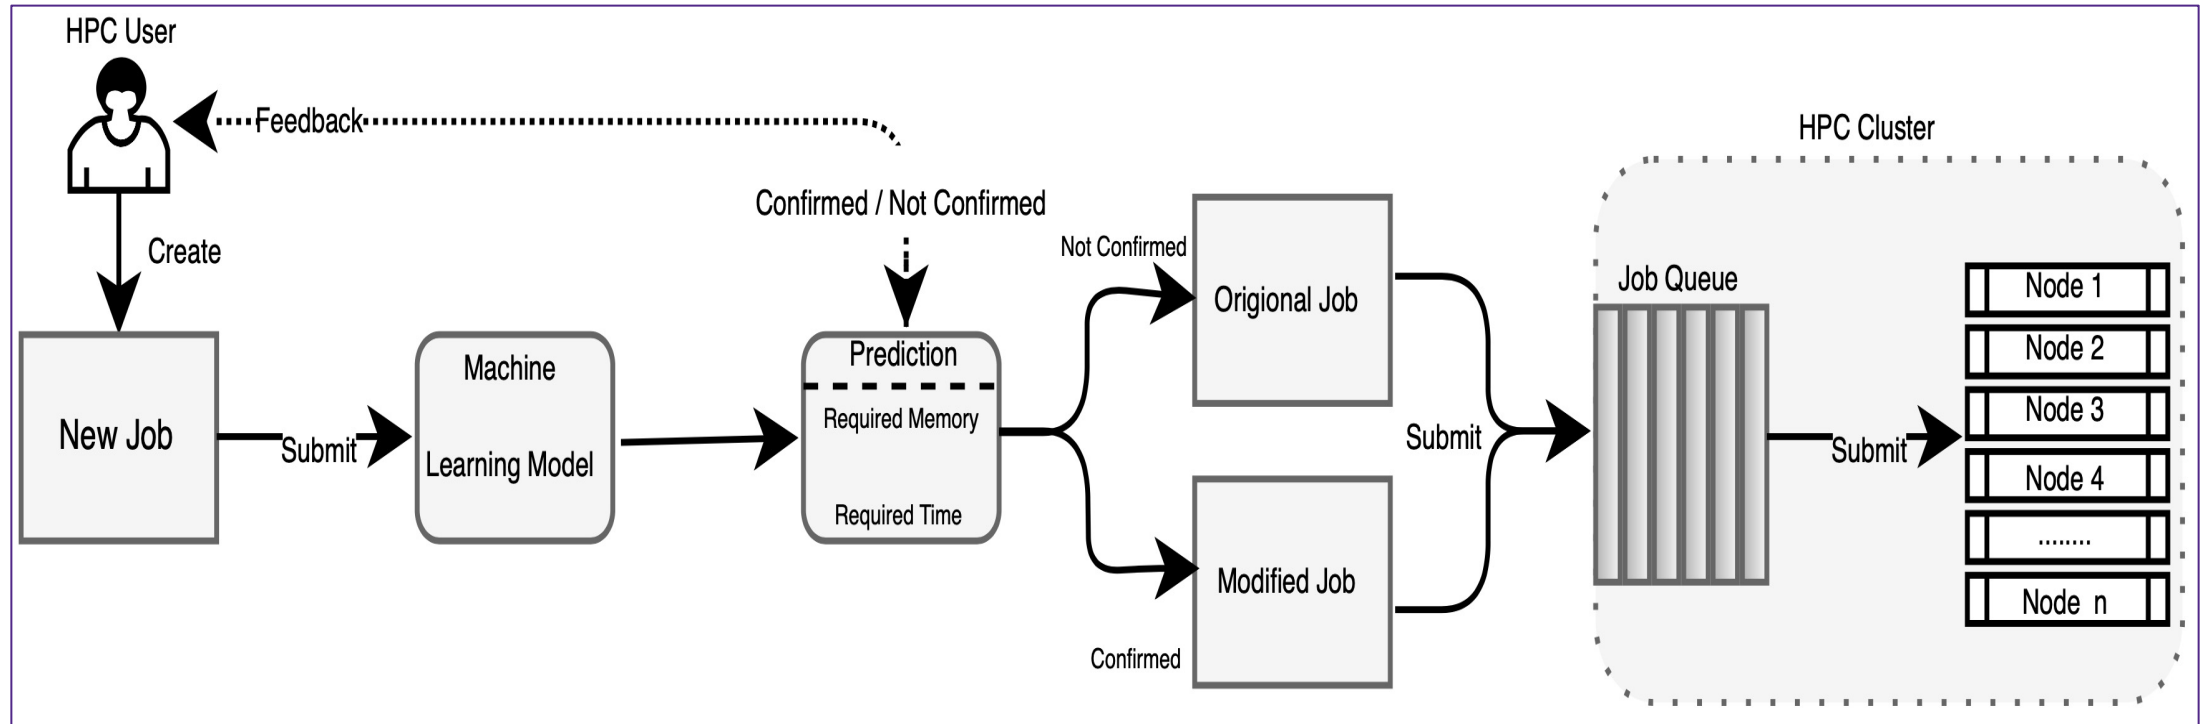 HPC User
Feedback
HPC Cluster
Confirmed / Not Confirmed
Create
Not Confirmed
Job Queue
New Job
Submit
Machine
Learning Model
Prediction
Required Memory
Required Time
Origional Job
Submit
Modified Job
Confirmed
Submit
Node 1
Node 2
Node 3
Node 4
........
Node n